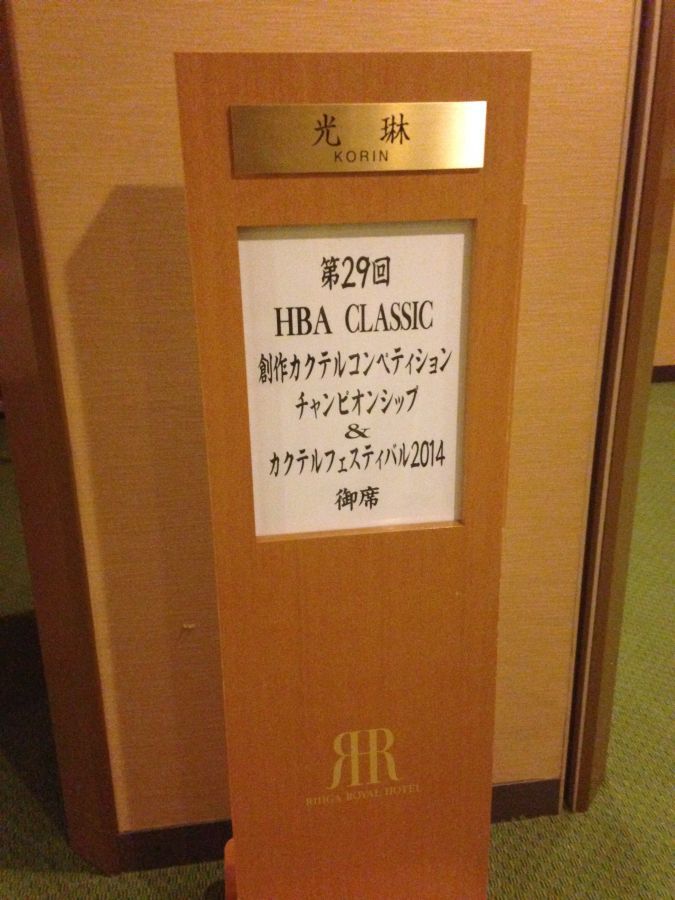 光 琳
KORIN
第29回
HBA CLASSIC
創作カクテルコンペティション
チャンピオンシップ
&
カクテルフェスティバル2014
御席
RIHGA ROYAL HOTEL